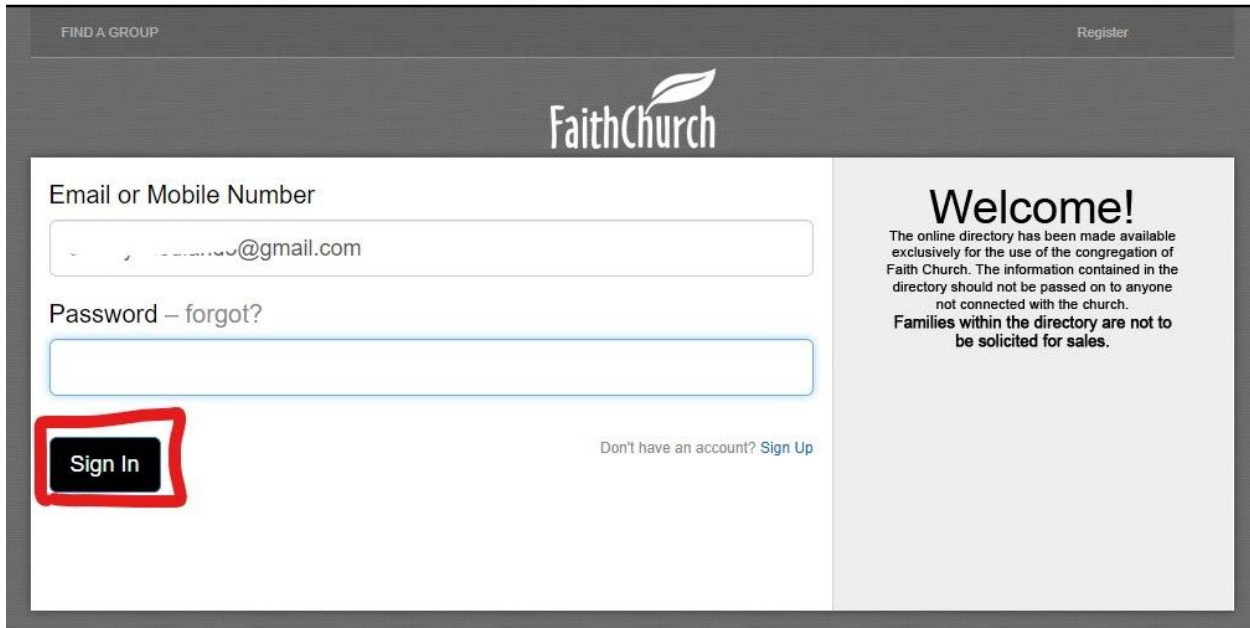 FIND A GROUP
Register
FaithChurch
Email or Mobile Number
@gmail.com
Password – forgot?
Sign In
Don't have an account? Sign Up
Welcome!
The online directory has been made available
exclusively for the use of the congregation of
Faith Church. The information contained in the
directory should not be passed on to anyone
not connected with the church.
Families within the directory are not to
be solicited for sales.